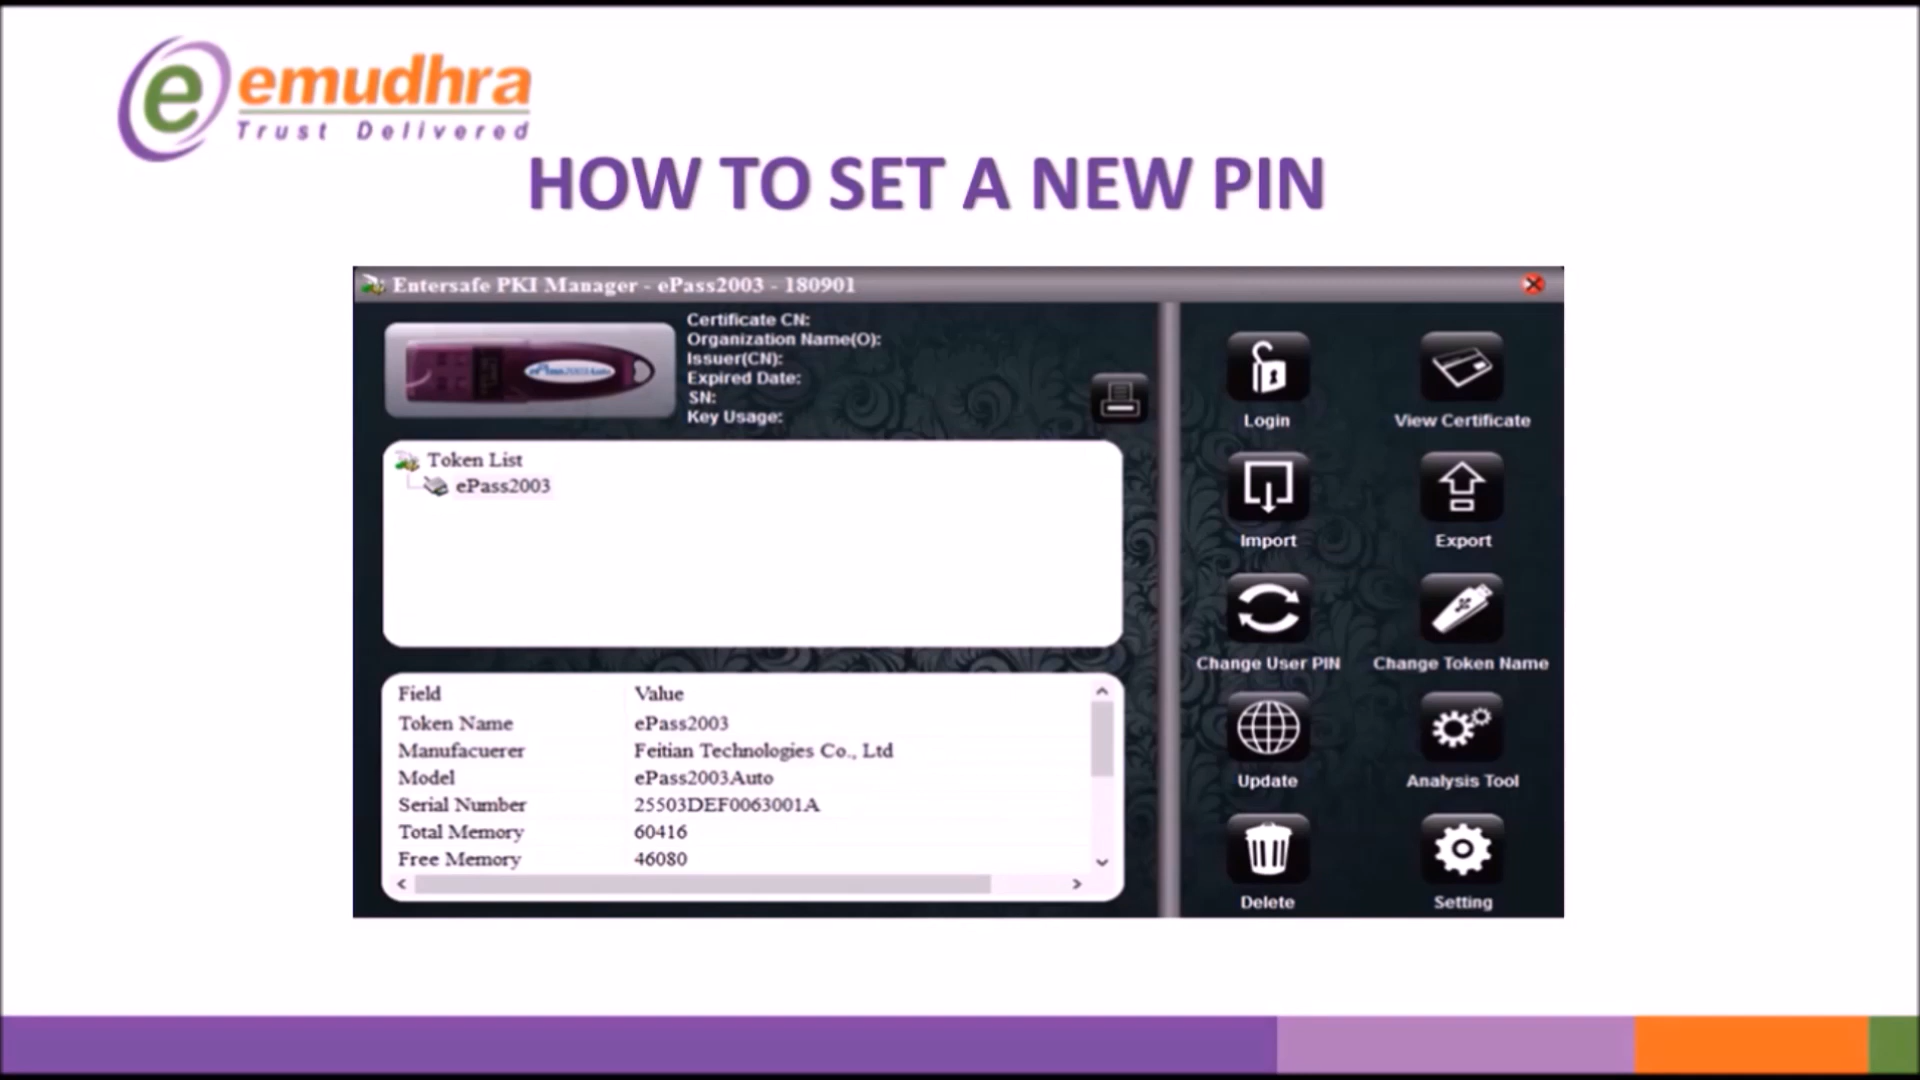 e emudhra
Trust Delivered
HOW TO SET A NEW PIN
Entersafe PKI Manager - ePass2003 - 180901
Certificate CN:
Organization Name(O):
Issuer(CN):
Expired Date:
SN:
Key Usage:
Token List
ePass2003
Field Value
Token Name ePass2003
Manufacuerer Feitian Technologies Co., Ltd
Model ePass2003Auto
Serial Number 25503DEF0063001A
Total Memory 60416
Free Memory 46080
Login View Certificate
Import Export
Change User PIN Change Token Name
Update Analysis Tool
Delete Setting